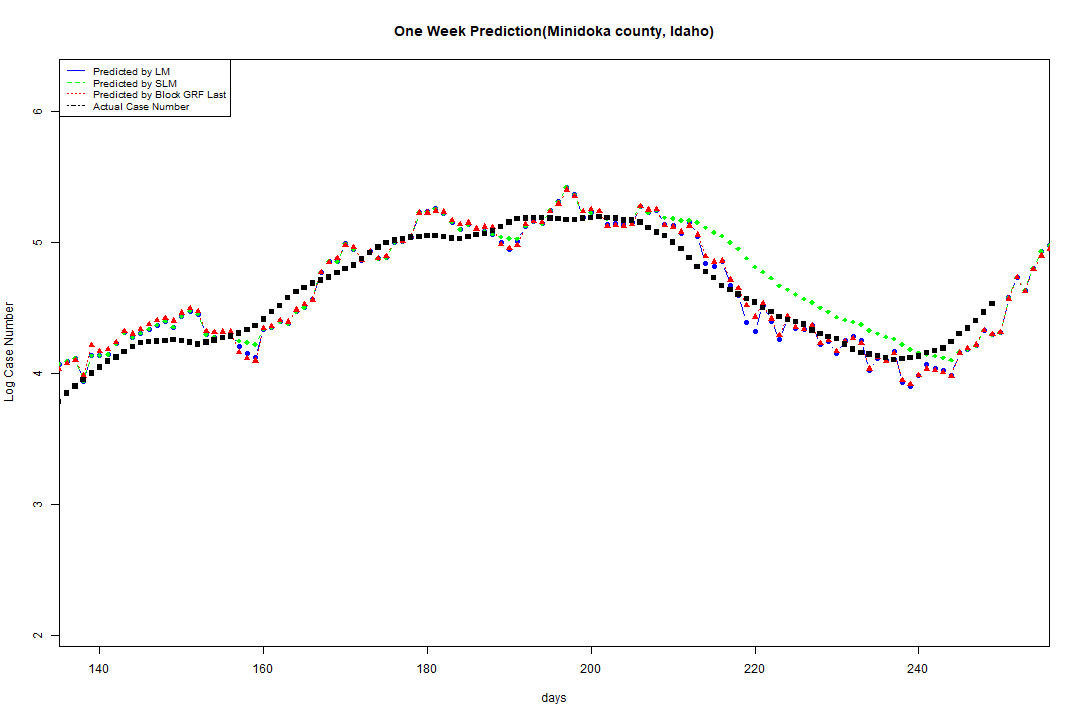 One Week Prediction(Minidoka county, Idaho)
Predicted by LM
Predicted by SLM
Predicted by Block GRF Last
Actual Case Number
6
5
4
3
2
Log Case Number
140 160 180 200 220 240
days